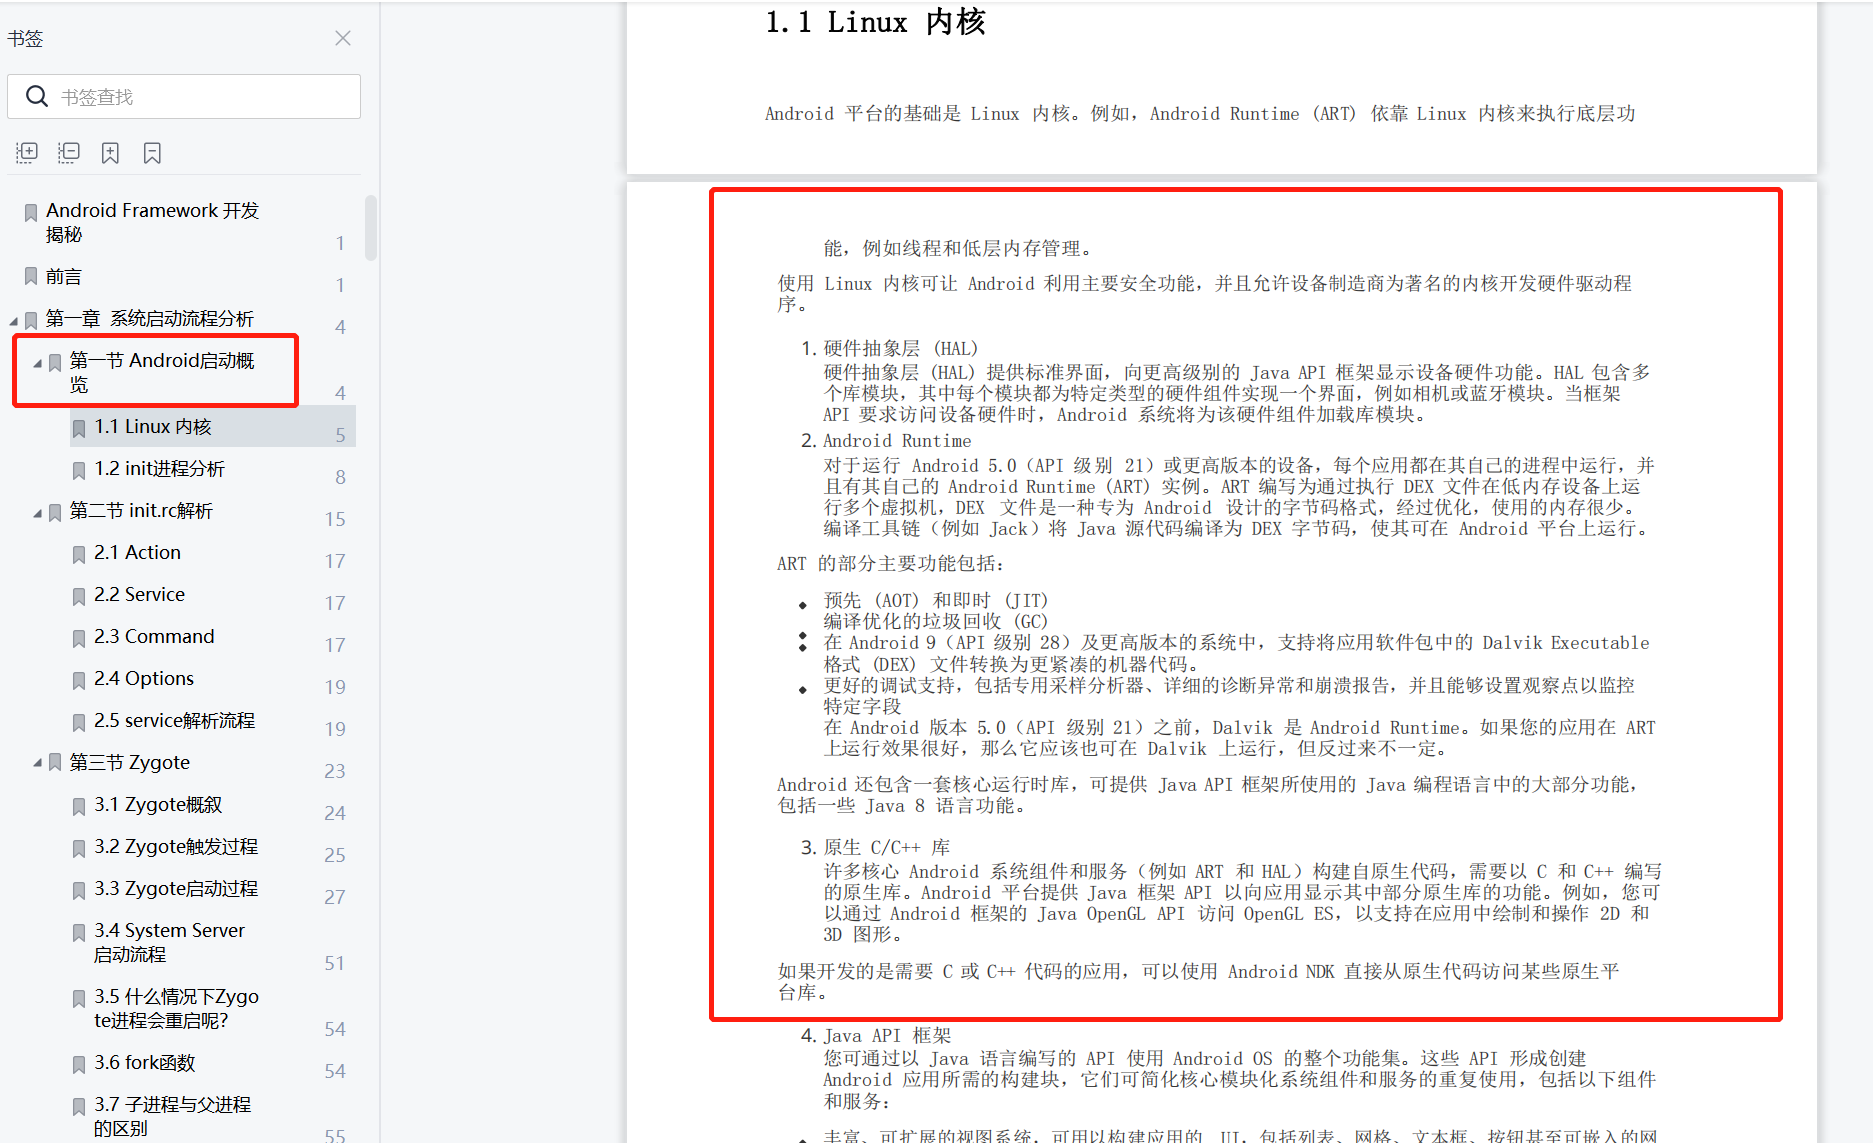 书签
书签查找
Android Framework 开发
揭秘
1
前言
1
第一章 系统启动流程分析
4
第一节 Android启动概
览
4
1.1 Linux 内核
5
1.2 init进程分析
8
第二节 init.rc解析
15
2.1 Action
17
2.2 Service
17
2.3 Command
17
2.4 Options
19
2.5 service解析流程
19
第三节 Zygote
23
3.1 Zygote概叙
24
3.2 Zygote触发过程
25
3.3 Zygote启动过程
27
3.4 System Server
启动流程
51
3.5 什么情况下Zygo
te进程会重启呢？
54
3.6 fork函数
54
3.7 子进程与父进程
的区别
55
1.1 Linux 内核
Android 平台的基础是 Linux 内核。例如，Android Runtime (ART) 依靠 Linux 内核来执行底层功
能，例如线程和低层内存管理。
使用 Linux 内核可让 Android 利用主要安全功能，并且允许设备制造商为著名的内核开发硬件驱动程
序。
1. 硬件抽象层 (HAL)
硬件抽象层 (HAL) 提供标准界面，向更高级别的 Java API 框架显示设备硬件功能。HAL 包含多
个库模块，其中每个模块都为特定类型的硬件组件实现一个界面，例如相机或蓝牙模块。当框架
API 要求访问设备硬件时，Android 系统将为该硬件组件加载库模块。
2. Android Runtime
对于运行 Android 5.0（API 级别 21）或更高版本的设备，每个应用都在其自己的进程中运行，并
且有其自己的 Android Runtime (ART) 实例。ART 编写为通过执行 DEX 文件在低内存设备上运
行多个虚拟机，DEX 文件是一种专为 Android 设计的字节码格式，经过优化，使用的内存很少。
编译工具链（例如 Jack）将 Java 源代码编译为 DEX 字节码，使其可在 Android 平台上运行。
ART 的部分主要功能包括：
预先 (AOT) 和即时 (JIT)
编译优化的垃圾回收 (GC)
在 Android 9（API 级别 28）及更高版本的系统中，支持将应用软件包中的 Dalvik Executable
格式 (DEX) 文件转换为更紧凑的机器代码。
更好的调试支持，包括专用采样分析器、详细的诊断异常和崩溃报告，并且能够设置观察点以监控
特定字段
在 Android 版本 5.0（API 级别 21）之前，Dalvik 是 Android Runtime。如果您的应用在 ART
上运行效果很好，那么它应该也可在 Dalvik 上运行，但反过来不一定。
Android 还包含一套核心运行时库，可提供 Java API 框架所使用的 Java 编程语言中的大部分功能，
包括一些 Java 8 语言功能。
3. 原生 C/C++ 库
许多核心 Android 系统组件和服务（例如 ART 和 HAL）构建自原生代码，需要以 C 和 C++ 编写
的原生库。Android 平台提供 Java 框架 API 以向应用显示其中部分原生库的功能。例如，您可
以通过 Android 框架的 Java OpenGL API 访问 OpenGL ES，以支持在应用中绘制和操作 2D 和
3D 图形。
如果开发的是需要 C 或 C++ 代码的应用，可以使用 Android NDK 直接从原生代码访问某些原生平
台库。
4. Java API 框架
您可通过以 Java 语言编写的 API 使用 Android OS 的整个功能集。这些 API 形成创建
Android 应用所需的构建块，它们可简化核心模块化系统组件和服务的重复使用，包括以下组件
和服务：
丰富、可扩展的视图系统，可用以构建应用的 UI，包括列表、网格、文本框、按钮甚至可嵌入的网